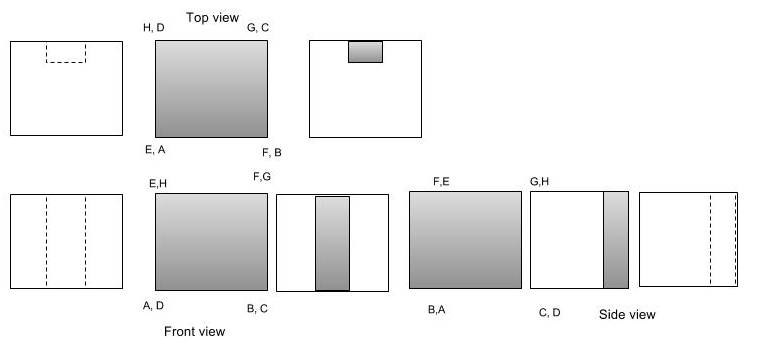 Top view
H, D
G, C
E, A
F, B
E,H
F,G
F,E
G,H
A, D
B, C
B,A
C, D
Side view
Front view